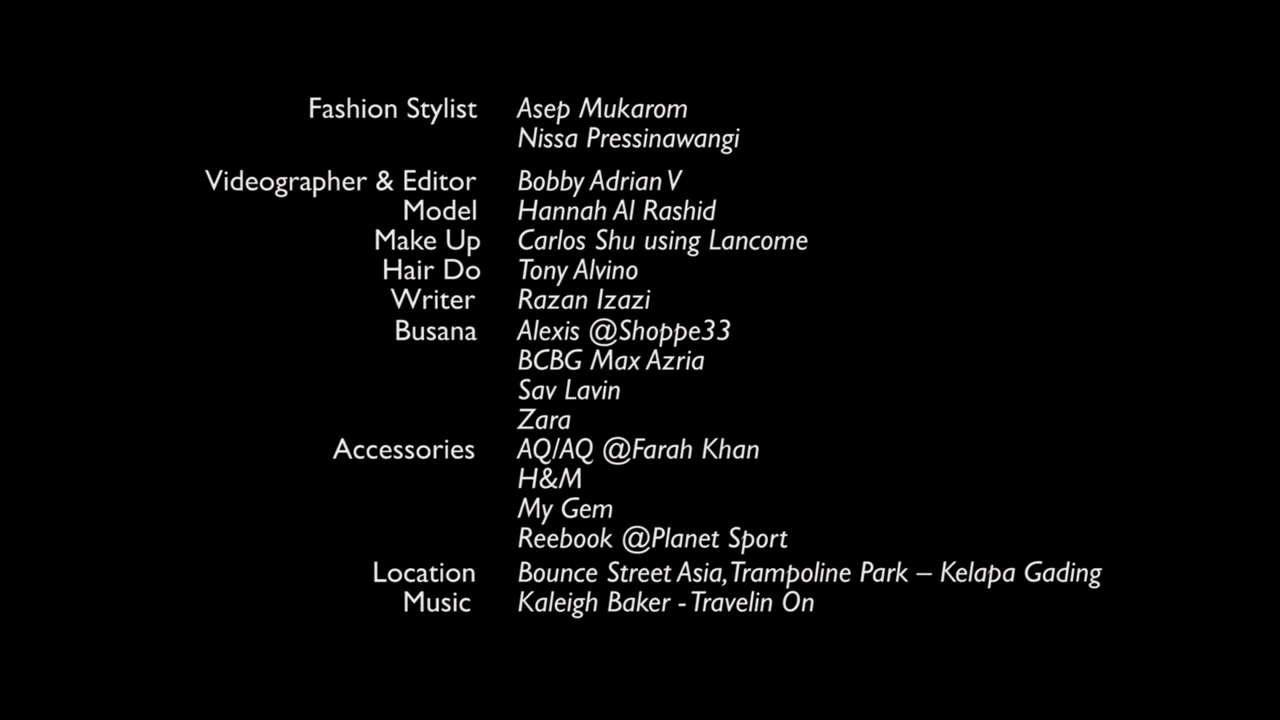 Fashion Stylist Asep Mukarom
Nissa Pressinawangi
Videographer & Editor Bobby Adrian V
Model Hannah Al Rashid
Make Up Carlos Shu using Lancome
Hair Do Tony Alvino
Writer Razan Izazi
Busana Alexis @Shoppe33
BCBG Max Azria
Sav Lavin
Zara
Accessories AQ/AQ @Farah Khan
H&M
My Gem
Reebook @Planet Sport
Location Bounce Street Asia, Trampoline Park – Kelapa Gading
Music Kaleigh Baker - Travelin On